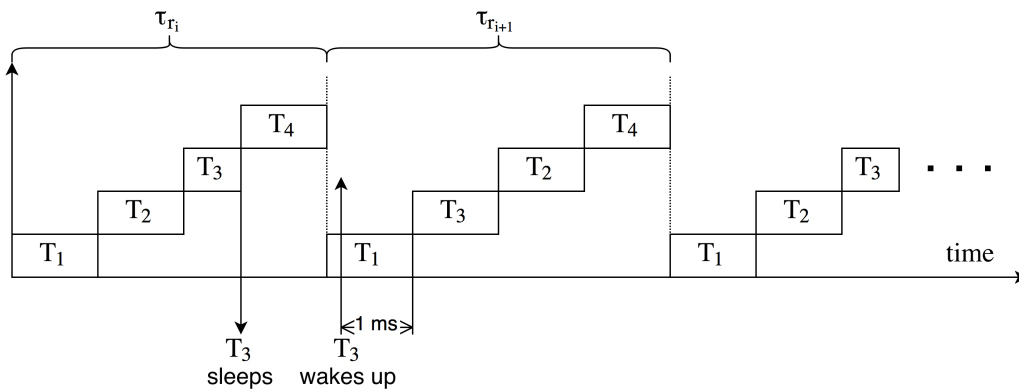 τrᵢ
τrᵢ₊₁
T₄
T₄
T₃
T₂
T₃
T₂
T₃
T₂
. . .
T₁
T₁
T₁
time
1 ms
T₃
T₃
sleeps
wakes up